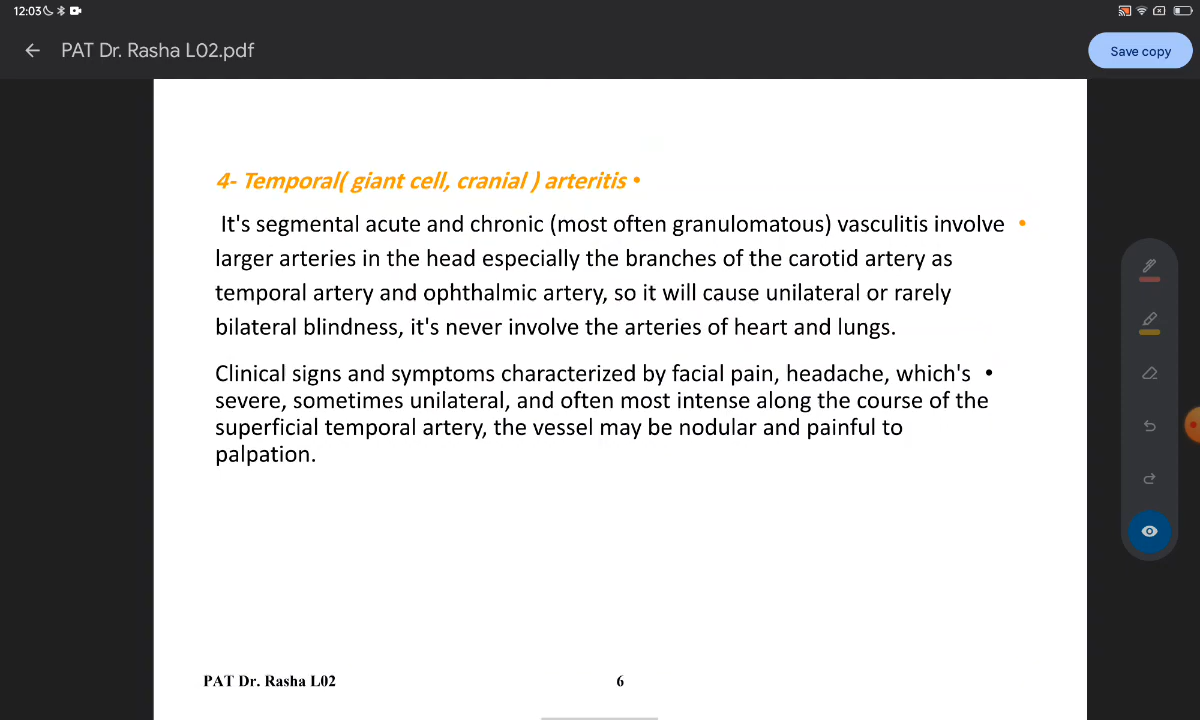 12:03
PAT Dr. Rasha L02.pdf
Save copy
4- Temporal( giant cell, cranial ) arteritis •
It's segmental acute and chronic (most often granulomatous) vasculitis involve •
larger arteries in the head especially the branches of the carotid artery as
temporal artery and ophthalmic artery, so it will cause unilateral or rarely
bilateral blindness, it's never involve the arteries of heart and lungs.
Clinical signs and symptoms characterized by facial pain, headache, which's •
severe, sometimes unilateral, and often most intense along the course of the
superficial temporal artery, the vessel may be nodular and painful to
palpation.
PAT Dr. Rasha L02
6